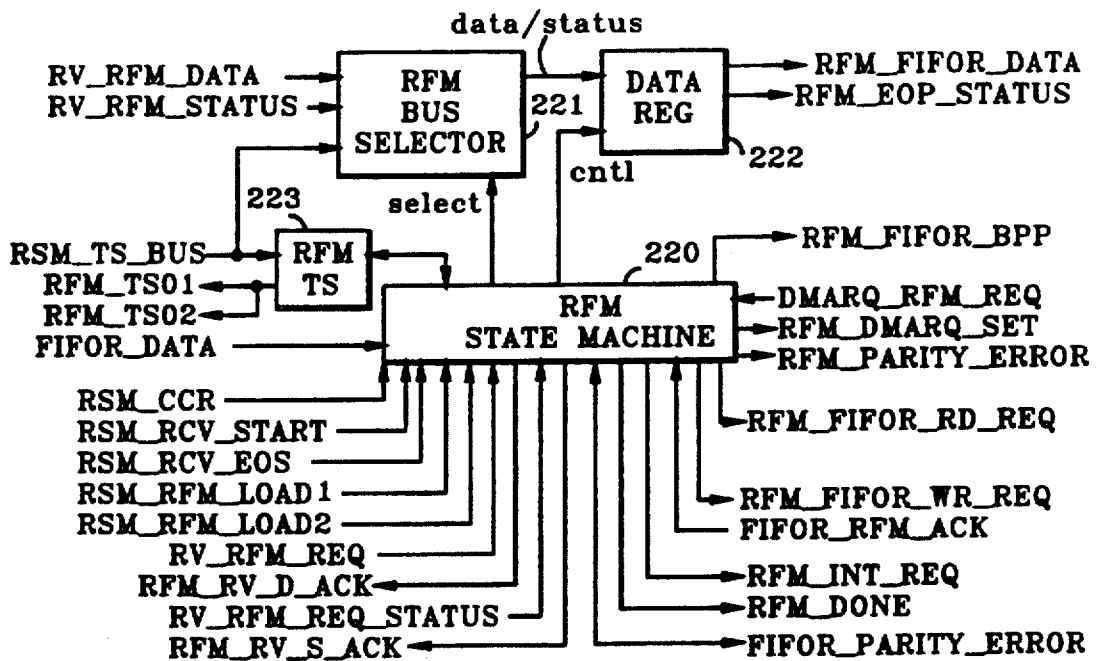 data/status
RV_RFM_DATA
RV_RFM_STATUS
RFM
BUS
SELECTOR
221
DATA
REG
222
RFM_FIFOR_DATA
RFM_EOP_STATUS
cntl
select
223
RSM_TS_BUS
RFM_TS01
RFM_TS02
FIFOR_DATA
RFM
TS
220
RFM
STATE MACHINE
RFM_FIFOR_BPP
DMARQ_RFM_REQ
RFM_DMARQ_SET
RFM_PARITY_ERROR
RSM_CCR
RSM_RCV_START
RSM_RCV_EOS
RSM_RFM_LOAD1
RSM_RFM_LOAD2
RV_RFM_REQ
RFM_RV_D_ACK
RV_RFM_REQ_STATUS
RFM_RV_S_ACK
RFM_FIFOR_RD_REQ
RFM_FIFOR_WR_REQ
FIFOR_RFM_ACK
RFM_INT_REQ
RFM_DONE
FIFOR_PARITY_ERROR